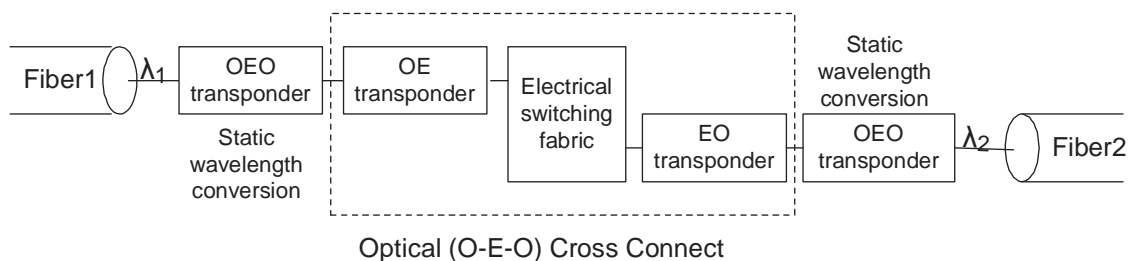 Fiber1
λ1
OEO
transponder
Static
wavelength
conversion
OE
transponder
Electrical
switching
fabric
EO
transponder
Static
wavelength
conversion
OEO
transponder
λ2
Fiber2
Optical (O-E-O) Cross Connect